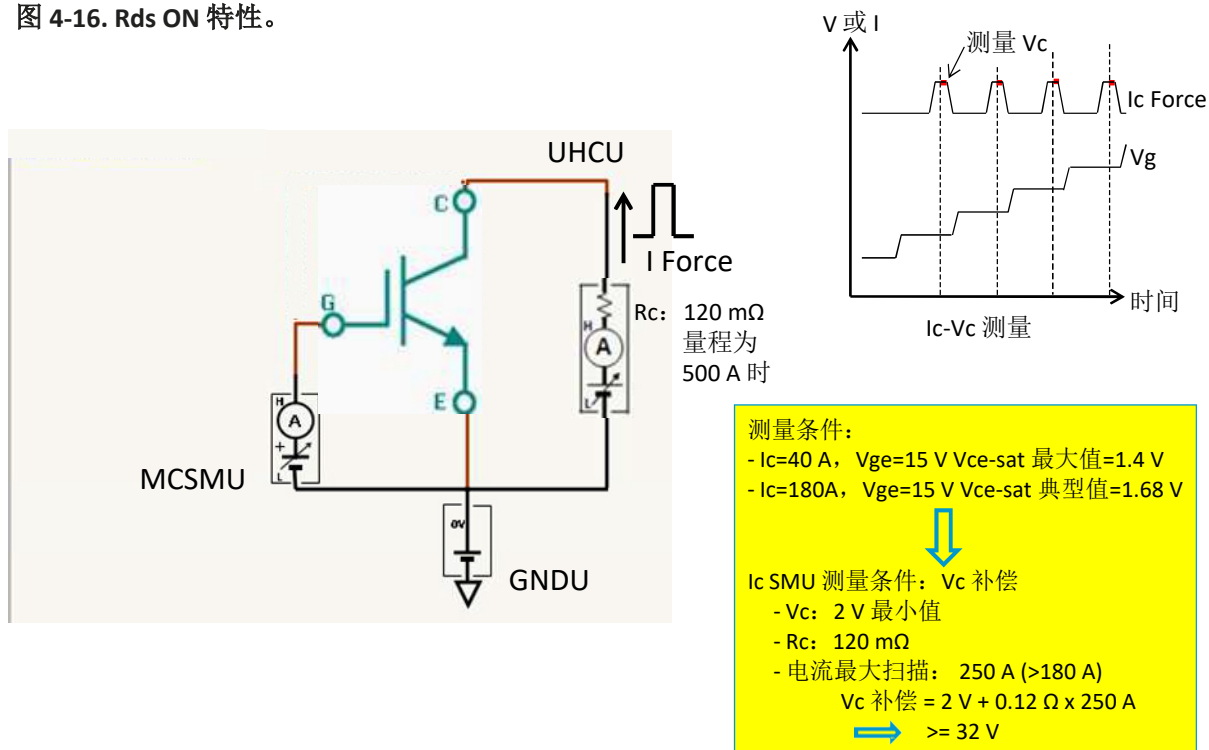 图 4-16. Rds ON 特性。
V 或 I
测量 Vc
Ic Force
Vg
时间
Ic-Vc 测量
UHCU
C
I Force
G
Rc：120 mΩ
量程为
500 A 时
H
A
L
E
H
A
+
L
MCSMU
0V
GNDU
测量条件：
- Ic=40 A，Vge=15 V Vce-sat 最大值=1.4 V
- Ic=180A，Vge=15 V Vce-sat 典型值=1.68 V
Ic SMU 测量条件：Vc 补偿
- Vc：2 V 最小值
- Rc：120 mΩ
- 电流最大扫描： 250 A (>180 A)
Vc 补偿 = 2 V + 0.12 Ω x 250 A
>= 32 V